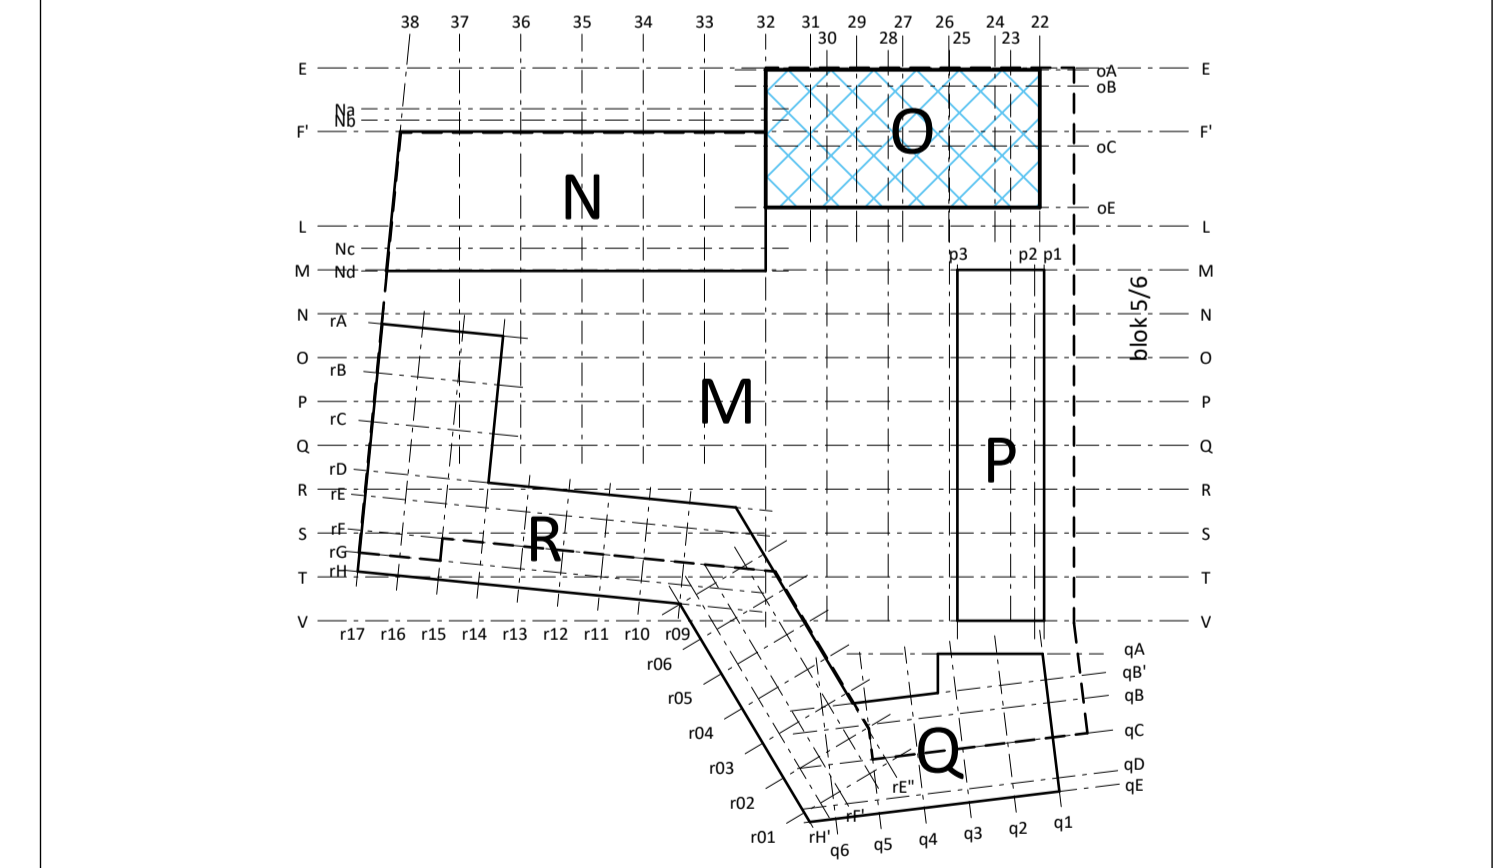 38 37 36 35 34 33 32 31 29 27 26 24 22
30 28 25 23
E oA E
oB
Na
Nb
F' O F'
oC
N
oE
L L
Nc p3 p2 p1
M Nd M
N N
rA
blok 5/6
O O
rB
P M P
rC
Q P Q
rD
R rE R
R
S rF S
rG
T rH T
V V
r17 r16 r15 r14 r13 r12 r11 r10 r09
qA
r06 qB'
r05 qB
r04 qC
Q
r03 qD
rE'' qE
r02
rF'
r01 rH' q6 q5 q4 q3 q2 q1